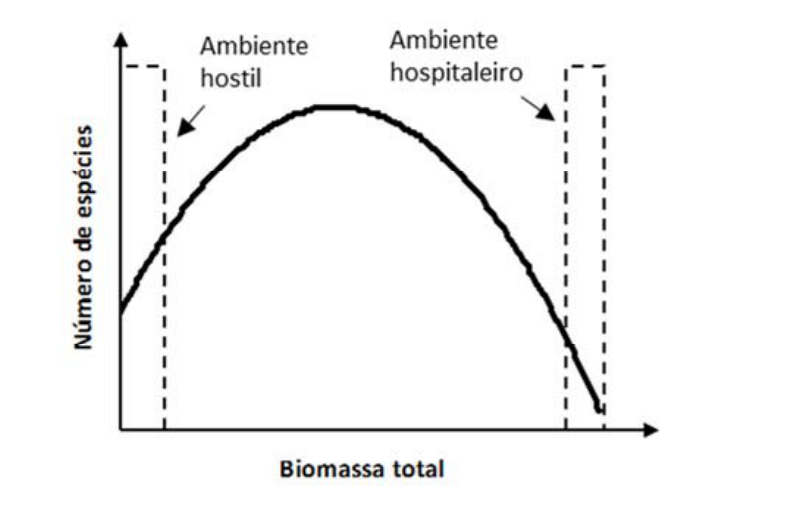 Ambiente
hostil
Ambiente
hospitaleiro
Número de espécies
Biomassa total